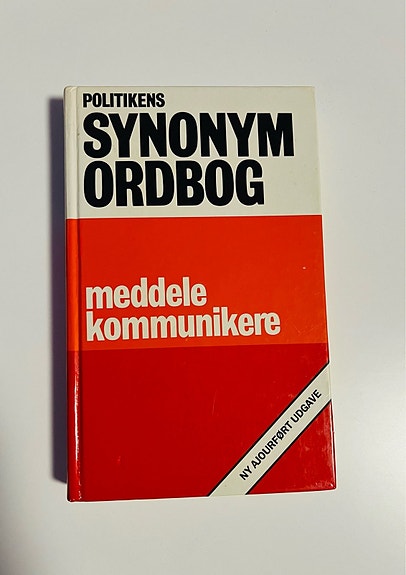 POLITIKENS
SYNONYM
ORDBOG
meddele
kommunikere
NY AJOURFØRT UDGAVE